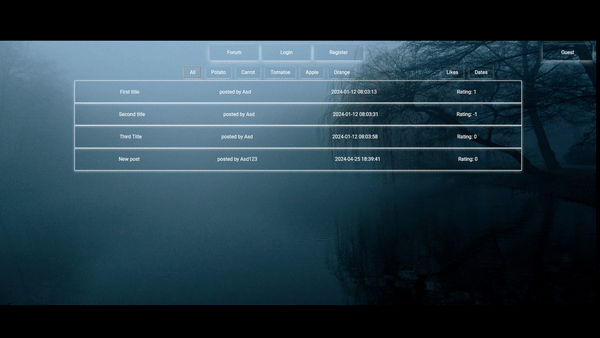 Forum Login Register Guest
All Potato Carrot Tomatoe Apple Orange Likes Dates
First title posted by Asd 2024-01-12 08:03:13 Rating: 1
Second title posted by Asd 2024-01-12 08:03:31 Rating: -1
Third Title posted by Asd 2024-01-12 08:03:58 Rating: 0
New post posted by Asd123 2024-04-25 18:39:41 Rating: 0